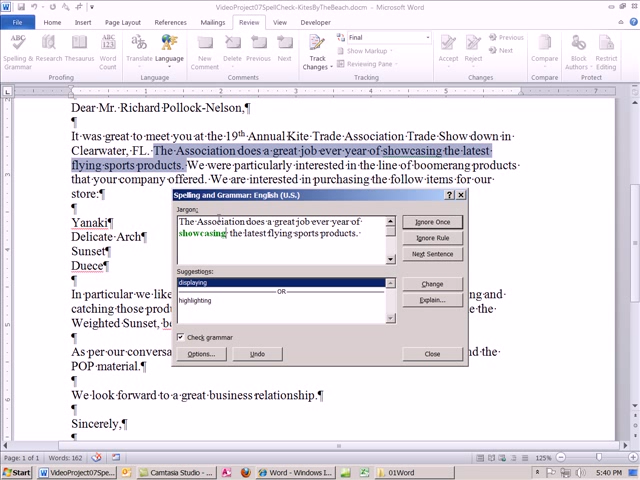 VideoProject07SpellCheck-KitesByTheBeach.docm - Microsoft Word
File Home Insert Page Layout References Mailings Review View Developer
Spelling & Grammar Research Thesaurus Word Count Translate Language New Comment Delete Previous Next Track Changes Final Show Markup Reviewing Pane Accept Reject Previous Next Compare Block Authors Restrict Editing
Proofing Language Comments Tracking Changes Compare Protect
Dear Mr. Richard Pollock-Nelson,¶
¶
It was great to meet you at the 19th Annual Kite Trade Association Trade Show down in
Clearwater, FL. The Association does a great job ever year of showcasing the latest
flying sports products. We were particularly interested in the line of boomerang products
that your company offered. We are interested in purchasing the follow items for our
store:¶
¶
Yanaki¶
Delicate Arch¶
Sunset¶
Duece¶
¶
In particular we like
catching those produ
Weighted Sunset, b
and
the
¶
As per our conversa
POP material.¶
nd the
¶
We look forward to a great business relationship.¶
¶
Sincerely,¶
¶
Spelling and Grammar: English (U.S.)
Jargon:
The Association does a great job ever year of
showcasing the latest flying sports products.
Ignore Once
Ignore Rule
Next Sentence
Suggestions:
displaying
OR
highlighting
Change
Explain...
Check grammar
Options... Undo Close
Page: 1 of 1 Words: 162 125%
Start VideoProject07SpellC... Camtasia Studio - ... Word - Windows I... 01Word 5:40 PM